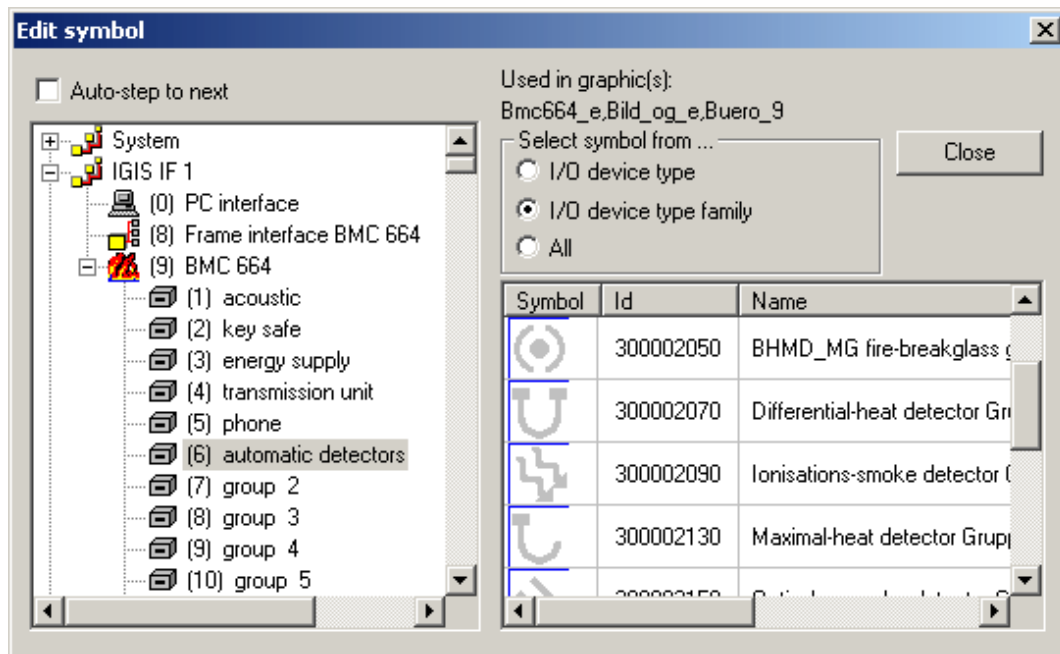 Edit symbol
Auto-step to next
System
IGIS IF 1
(0) PC interface
(8) Frame interface BMC 664
(9) BMC 664
(1) acoustic
(2) key safe
(3) energy supply
(4) transmission unit
(5) phone
(6) automatic detectors
(7) group 2
(8) group 3
(9) group 4
(10) group 5
Used in graphic(s):
Bmc664_e,Bild_og_e,Buero_9
Select symbol from ...
I/O device type
I/O device type family
All
Close
Symbol Id Name
300002050 BHMD_MG fire-breakglass
300002070 Differential-heat detector Gru
300002090 Ionisations-smoke detector
300002130 Maximal-heat detector Grup